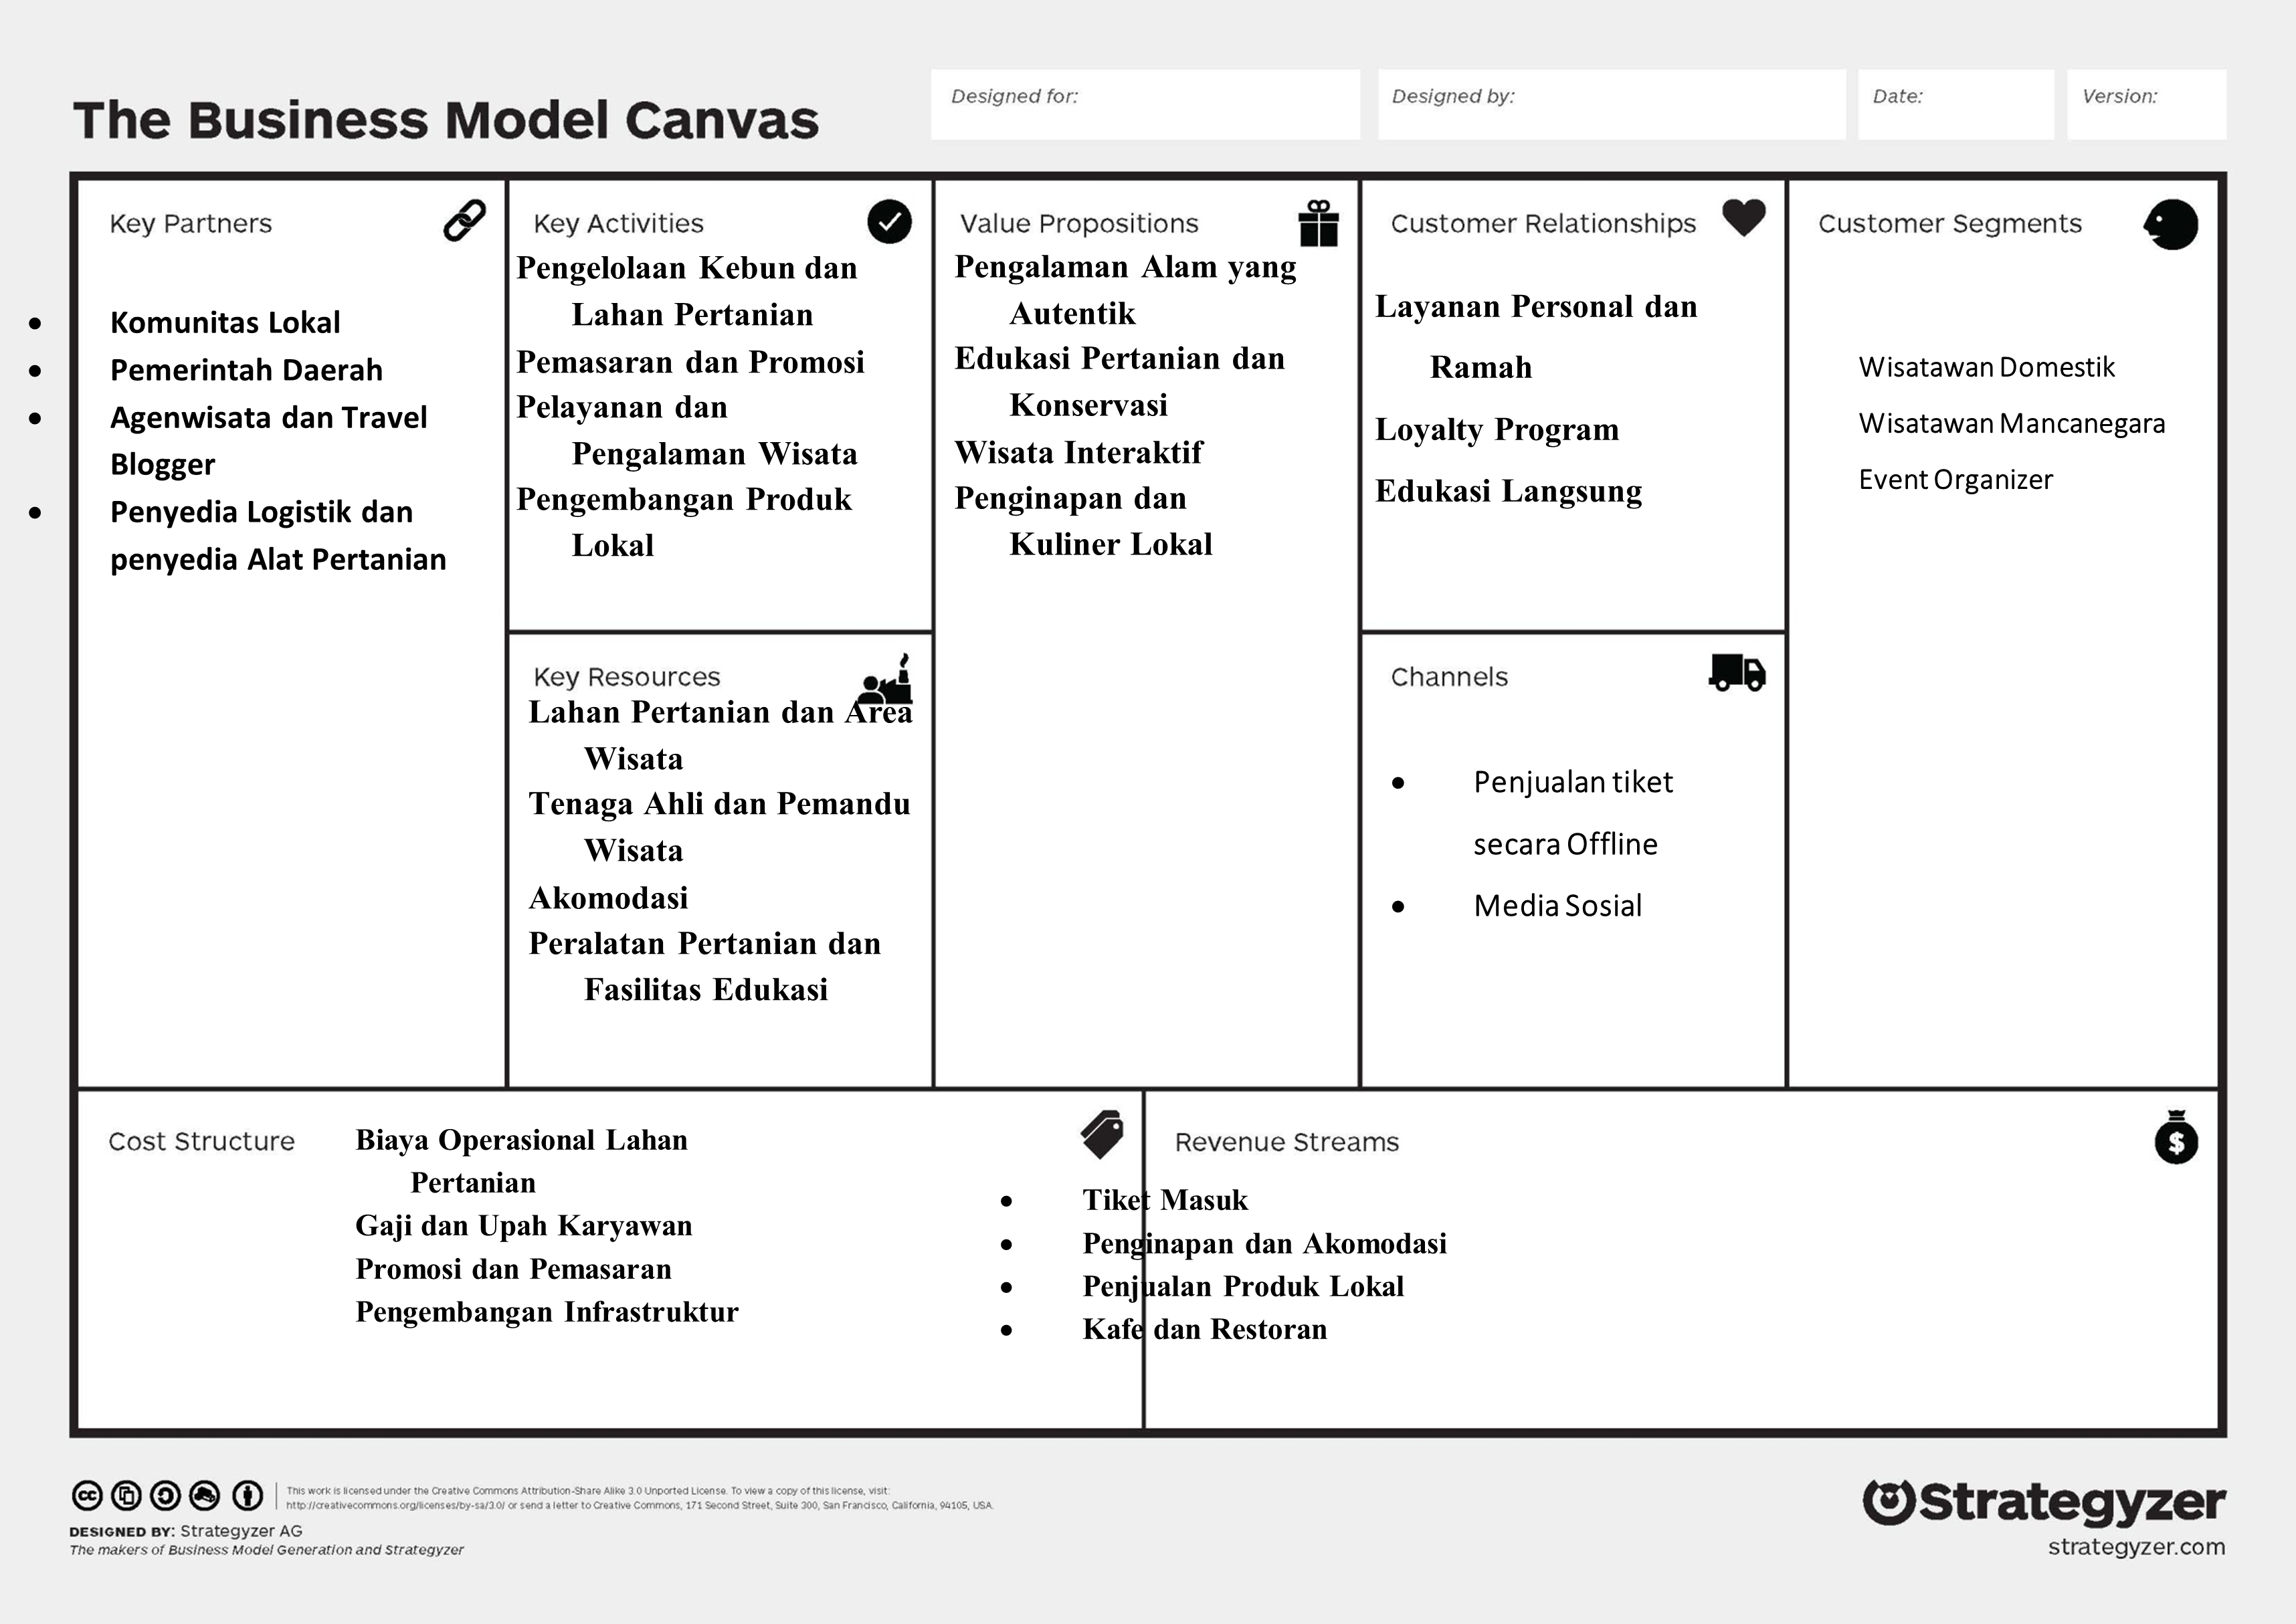 The Business Model Canvas
Designed for:
Designed by:
Date:
Version:
Key Partners
• Komunitas Lokal
• Pemerintah Daerah
• Agenwisata dan Travel
Blogger
• Penyedia Logistik dan
penyedia Alat Pertanian
Key Activities
Pengelolaan Kebun dan
Lahan Pertanian
Pemasaran dan Promosi
Pelayanan dan
Pengalaman Wisata
Pengembangan Produk
Lokal
Key Resources
Lahan Pertanian dan Area
Wisata
Tenaga Ahli dan Pemandu
Wisata
Akomodasi
Peralatan Pertanian dan
Fasilitas Edukasi
Value Propositions
Pengalaman Alam yang
Autentik
Edukasi Pertanian dan
Konservasi
Wisata Interaktif
Penginapan dan
Kuliner Lokal
Customer Relationships
Layanan Personal dan
Ramah
Loyalty Program
Edukasi Langsung
Channels
• Penjualan tiket
secara Offline
• Media Sosial
Customer Segments
Wisatawan Domestik
Wisatawan Mancanegara
Event Organizer
Cost Structure
Biaya Operasional Lahan
Pertanian
Gaji dan Upah Karyawan
Promosi dan Pemasaran
Pengembangan Infrastruktur
Revenue Streams
$
• Tiket Masuk
• Penginapan dan Akomodasi
• Penjualan Produk Lokal
• Kafe dan Restoran
cc
This work is licensed under the Creative Commons Attribution-Share Alike 3.0 Unported License. To view a copy of this license, visit:
http://creativecommons.org/licenses/by-sa/3.0/ or send a letter to Creative Commons, 171 Second Street, Suite 300, San Francisco, California, 94105, USA.
DESIGNED BY: Strategyzer AG
The makers of Business Model Generation and Strategyzer
Strategyzer
strategyzer.com